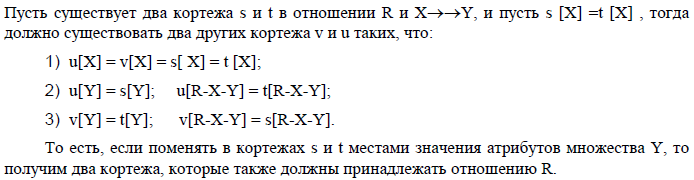 Пусть существует два кортежа s и t в отношении R и X→→Y, и пусть s [X] =t [X] , тогда
должно существовать два других кортежа v и u таких, что:
1) u[X] = v[X] = s[ X] = t [X];
2) u[Y] = s[Y]; u[R-X-Y] = t[R-X-Y];
3) v[Y] = t[Y]; v[R-X-Y] = s[R-X-Y].
То есть, если поменять в кортежах s и t местами значения атрибутов множества Y, то
получим два кортежа, которые также должны принадлежать отношению R.